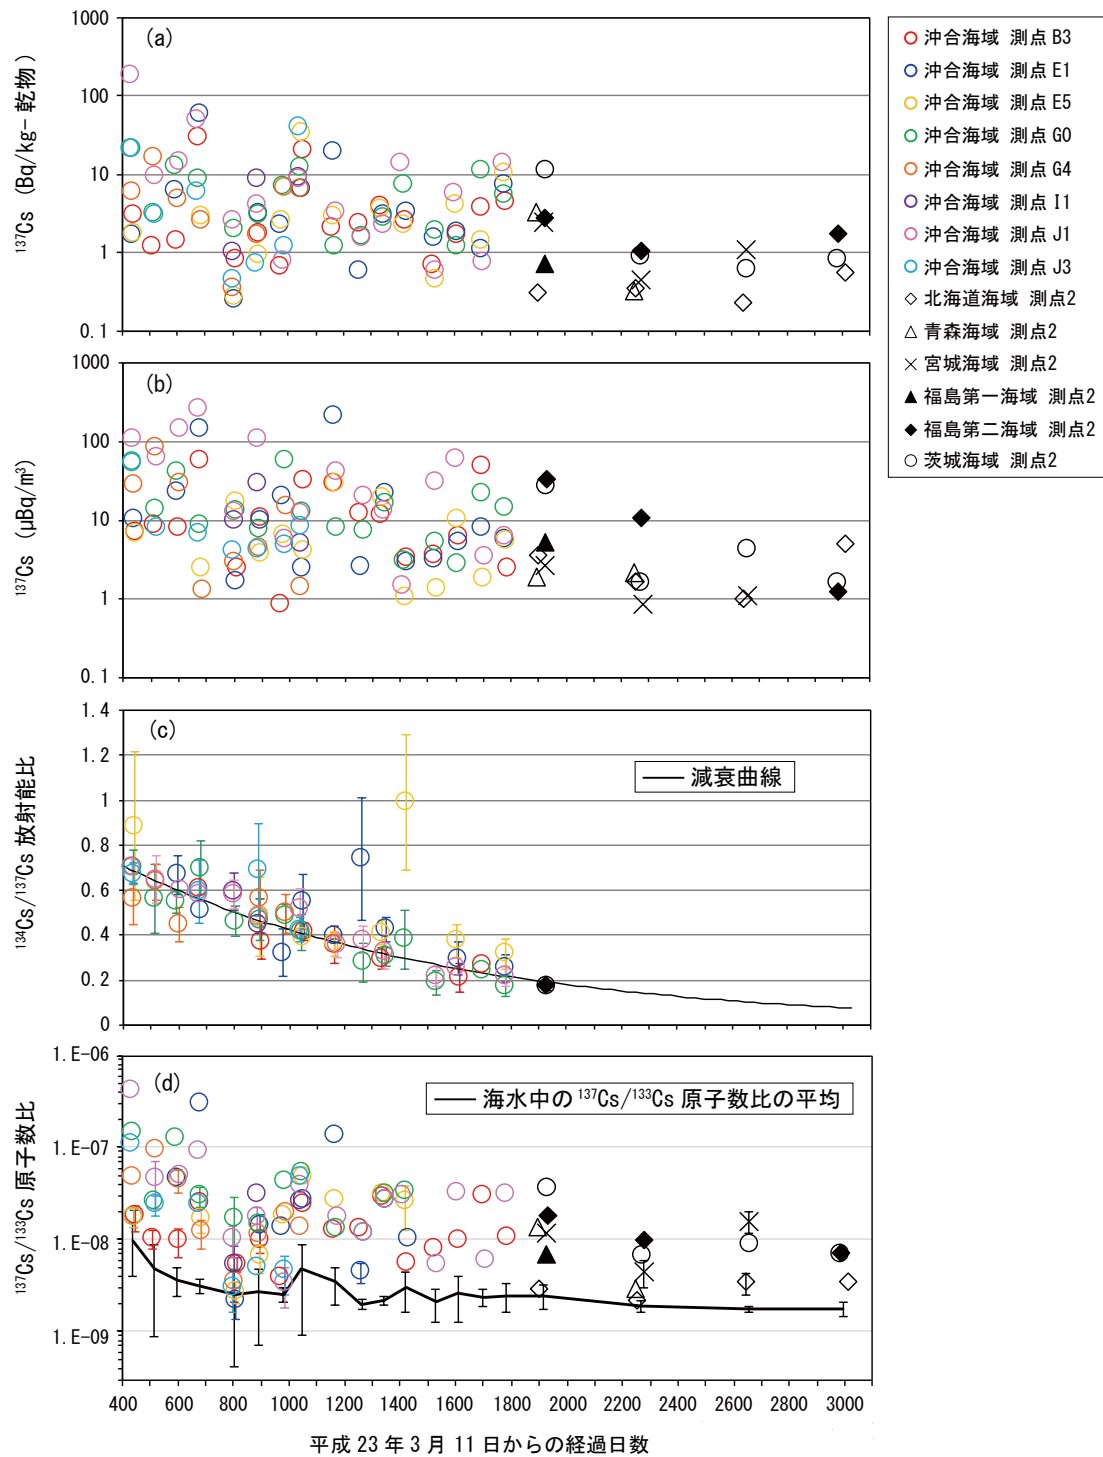 1000
(a)
100
10
1
0.1
¹³⁷Cs (Bq/kg-乾物)
沖合海域 測点 B3
沖合海域 測点 E1
沖合海域 測点 E5
沖合海域 測点 G0
沖合海域 測点 G4
沖合海域 測点 I1
沖合海域 測点 J1
沖合海域 測点 J3
北海道海域 測点2
青森海域 測点2
宮城海域 測点2
福島第一海域 測点2
福島第二海域 測点2
茨城海域 測点2
1000
(b)
100
10
1
0.1
¹³⁷Cs (μBq/m³)
1.4
(c)
1.2
1
0.8
0.6
0.4
0.2
0
¹³⁴Cs/¹³⁷Cs 放射能比
減衰曲線
1.E-06
(d)
1.E-07
1.E-08
1.E-09
¹³⁷Cs/¹³³Cs 原子数比
海水中の ¹³⁷Cs/¹³³Cs 原子数比の平均
400 600 800 1000 1200 1400 1600 1800 2000 2200 2400 2600 2800 3000
平成 23 年 3 月 11 日からの経過日数